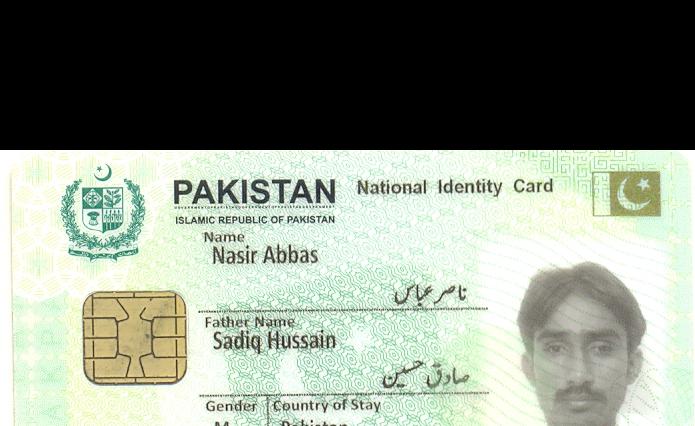 PAKISTAN National Identity Card
ISLAMIC REPUBLIC OF PAKISTAN
Name
Nasir Abbas
ناصر عباس
Father Name
Sadiq Hussain
صادق حسین
Gender Country of Stay
M Pakistan